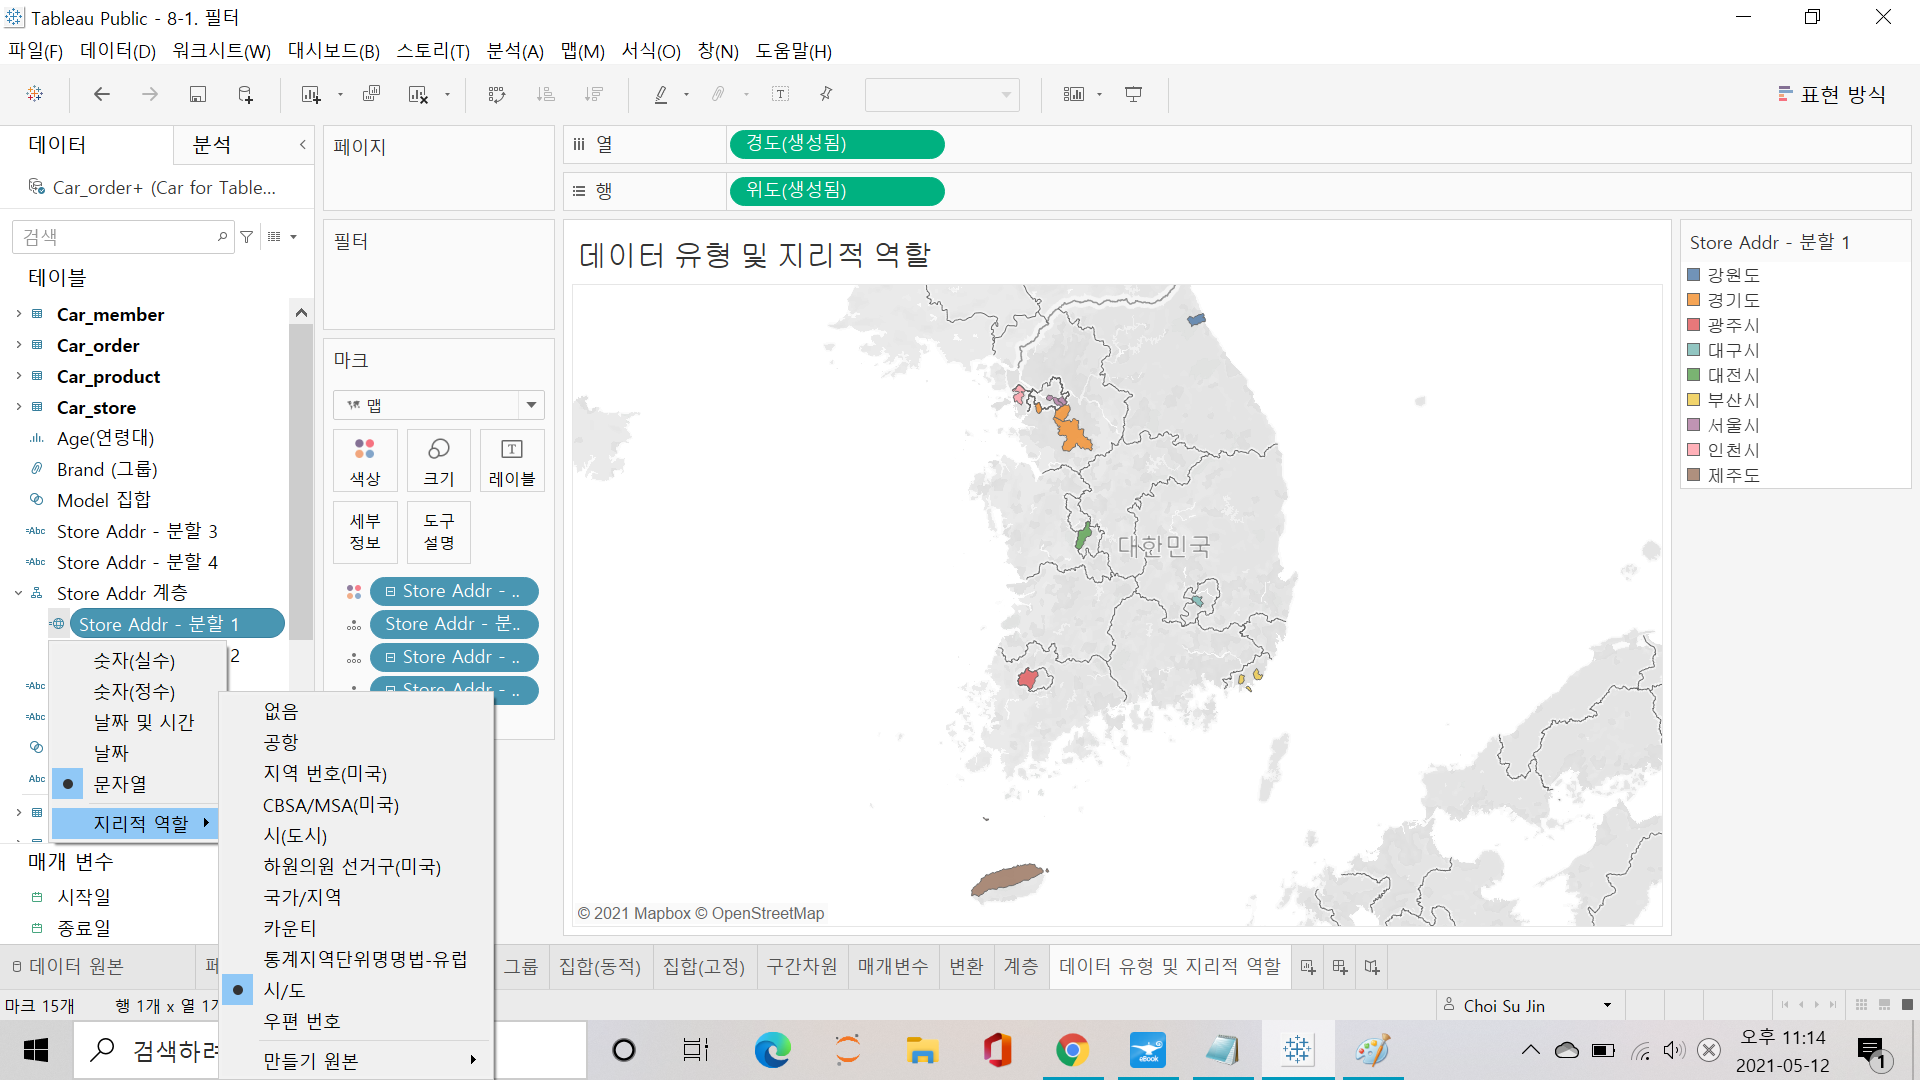 Tableau Public - 8-1. 필터
파일(F) 데이터(D) 워크시트(W) 대시보드(B) 스토리(T) 분석(A) 맵(M) 서식(O) 창(N) 도움말(H)
표현 방식
데이터 분석
Car_order+ (Car for Table...
검색
테이블
Car_member
Car_order
Car_product
Car_store
Age(연령대)
Brand (그룹)
Model 집합
Store Addr - 분할 3
Store Addr - 분할 4
Store Addr 계층
Store Addr - 분할 1
2
Abc
Abc
Abc
숫자(실수)
숫자(정수)
날짜 및 시간
날짜
문자열
지리적 역할
없음
공항
지역 번호(미국)
CBSA/MSA(미국)
시(도시)
하원의원 선거구(미국)
국가/지역
카운티
통계지역단위명명법-유럽
시/도
우편 번호
만들기 원본
매개 변수
시작일
종료일
페이지
필터
마크
맵
색상 크기 레이블
세부 정보
도구 설명
Store Addr - ..
Store Addr - 분..
Store Addr - ..
Store Addr - ..
열 경도(생성됨)
행 위도(생성됨)
데이터 유형 및 지리적 역할
대한민국
© 2021 Mapbox © OpenStreetMap
Store Addr - 분할 1
강원도
경기도
광주시
대구시
대전시
부산시
서울시
인천시
제주도
데이터 원본 페 그룹 집합(동적) 집합(고정) 구간차원 매개변수 변환 계층 데이터 유형 및 지리적 역할
마크 15개 행 1개 x 열 1개
Choi Su Jin
검색하려
eBook
오후 11:14
2021-05-12
1